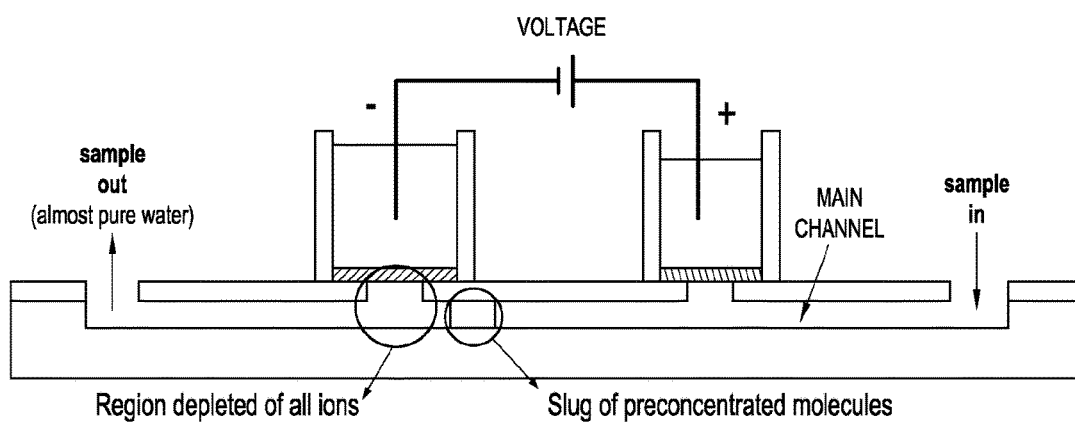 VOLTAGE
-
+
sample
out
(almost pure water)
MAIN
CHANNEL
sample
in
Region depleted of all ions
Slug of preconcentrated molecules